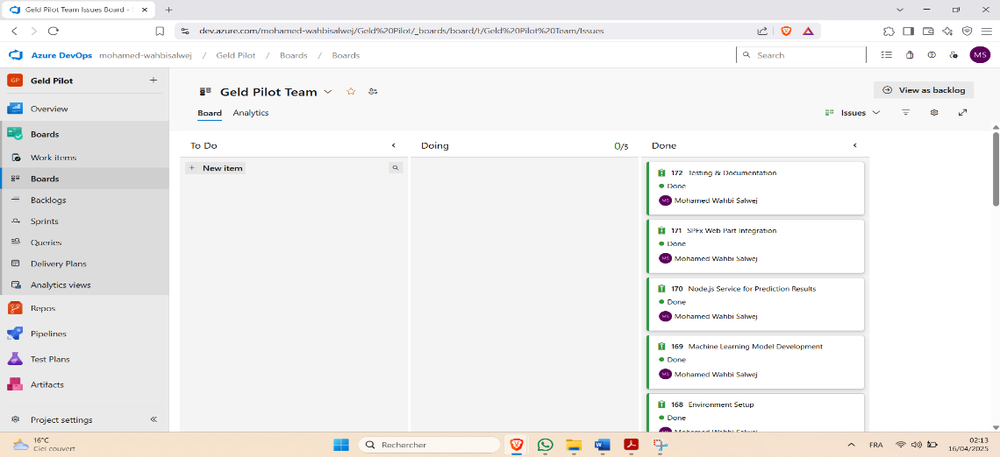 Geld Pilot Team Issues Board -
dev.azure.com/mohamed-wahbisalwej/Geld%20Pilot/_boards/board/t/Geld%20Pilot%20Team/Issues
Azure DevOps mohamed-wahbisalwej / Geld Pilot / Boards / Boards
Search
MS
GP Geld Pilot
Overview
Boards
Work items
Boards
Backlogs
Sprints
Queries
Delivery Plans
Analytics views
Repos
Pipelines
Test Plans
Artifacts
Project settings
Geld Pilot Team
View as backlog
Board Analytics
Issues
To Do
New item
Doing
0/5
Done
172 Testing & Documentation
Done
MS Mohamed Wahbi Salwej
171 SPFx Web Part Integration
Done
MS Mohamed Wahbi Salwej
170 Node.js Service for Prediction Results
Done
MS Mohamed Wahbi Salwej
169 Machine Learning Model Development
Done
MS Mohamed Wahbi Salwej
168 Environment Setup
Done
Mohamed Wahbi Salwej
16°C
Ciel couvert
Rechercher
FRA
02:13
16/04/2025